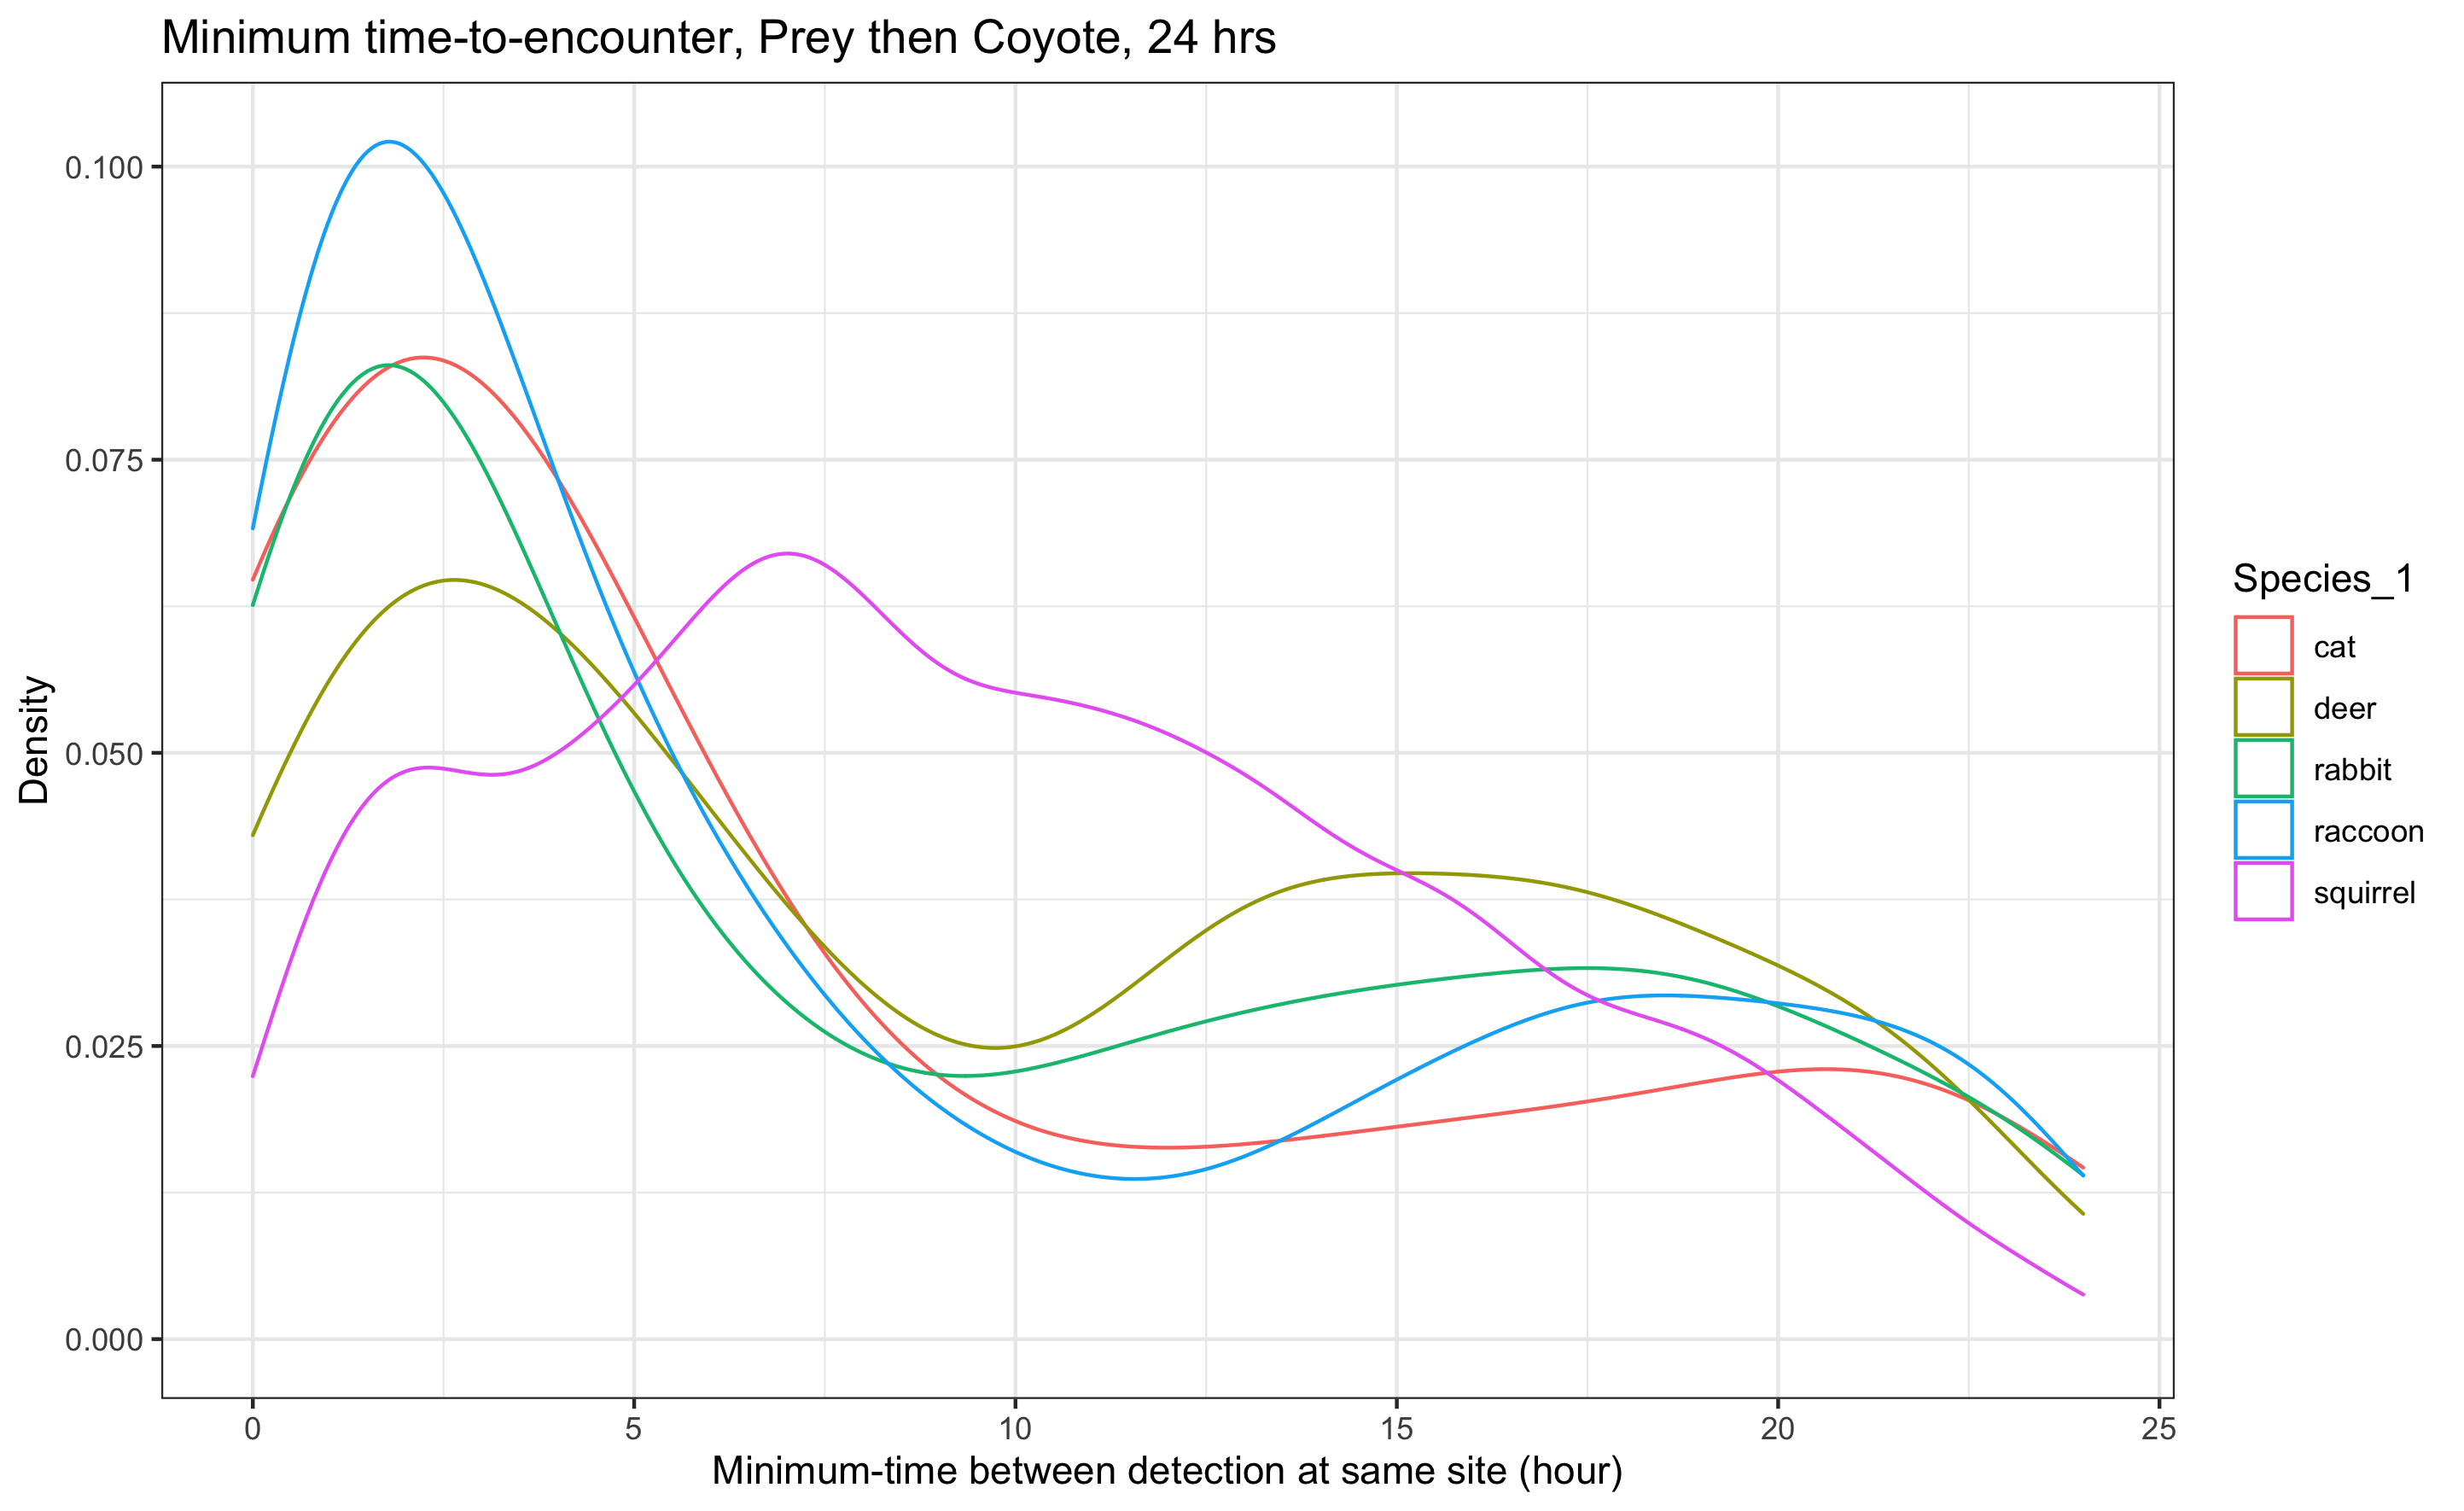 Minimum time-to-encounter, Prey then Coyote, 24 hrs
Density
0.100
0.075
0.050
0.025
0.000
0 5 10 15 20 25
Minimum-time between detection at same site (hour)
Species_1
cat
deer
rabbit
raccoon
squirrel